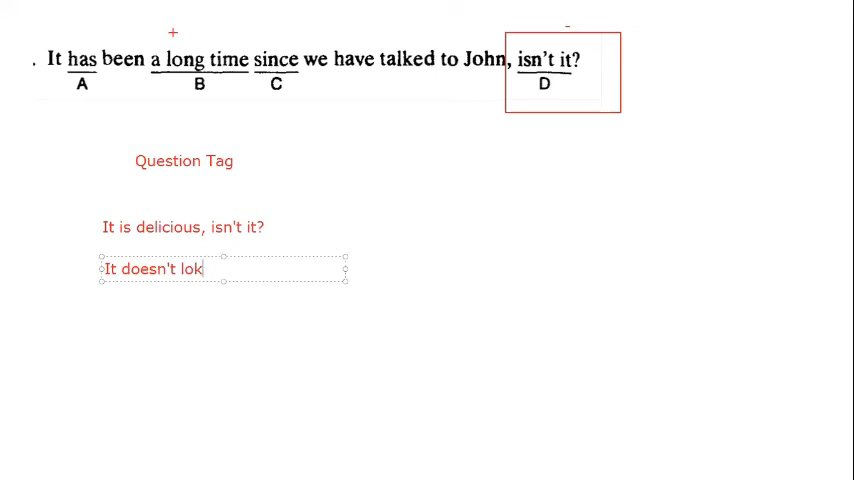 + -
. It has been a long time since we have talked to John, isn't it?
A B C D
Question Tag
It is delicious, isn't it?
It doesn't lok